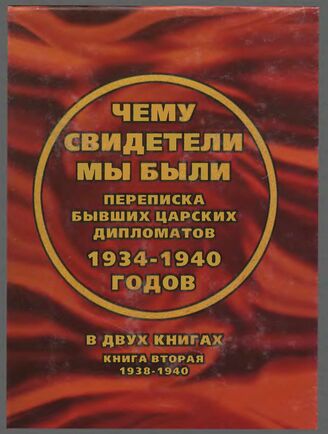 ЧЕМУ
СВИДЕТЕЛИ
МЫ БЫЛИ
ПЕРЕПИСКА
БЫВШИХ ЦАРСКИХ
ДИПЛОМАТОВ
1934-1940
ГОДОВ
В ДВУХ КНИГАХ
КНИГА ВТОРАЯ
1938-1940